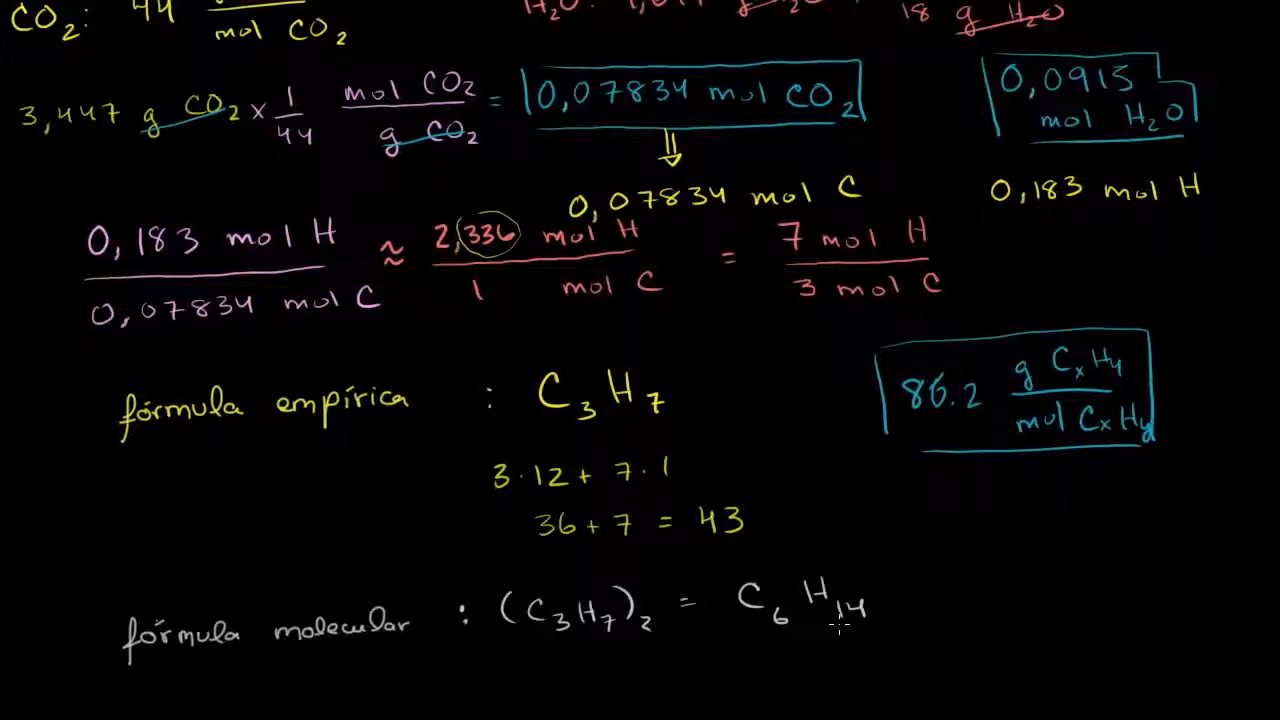 CO₂: 44 / mol CO₂
H₂O: 18 g H₂O
3,447 g CO₂ × 1/44 mol CO₂ / g CO₂ = 0,07834 mol CO₂
0,0915 mol H₂O
⇓
0,07834 mol C
0,183 mol H
0,183 mol H / 0,07834 mol C ≈ 2,336 mol H / 1 mol C = 7 mol H / 3 mol C
86.2 g CxHy / mol CxHy
fórmula empírica : C₃H₇
3·12 + 7·1
36 + 7 = 43
fórmula molecular : (C₃H₇)₂ = C₆H₁₄